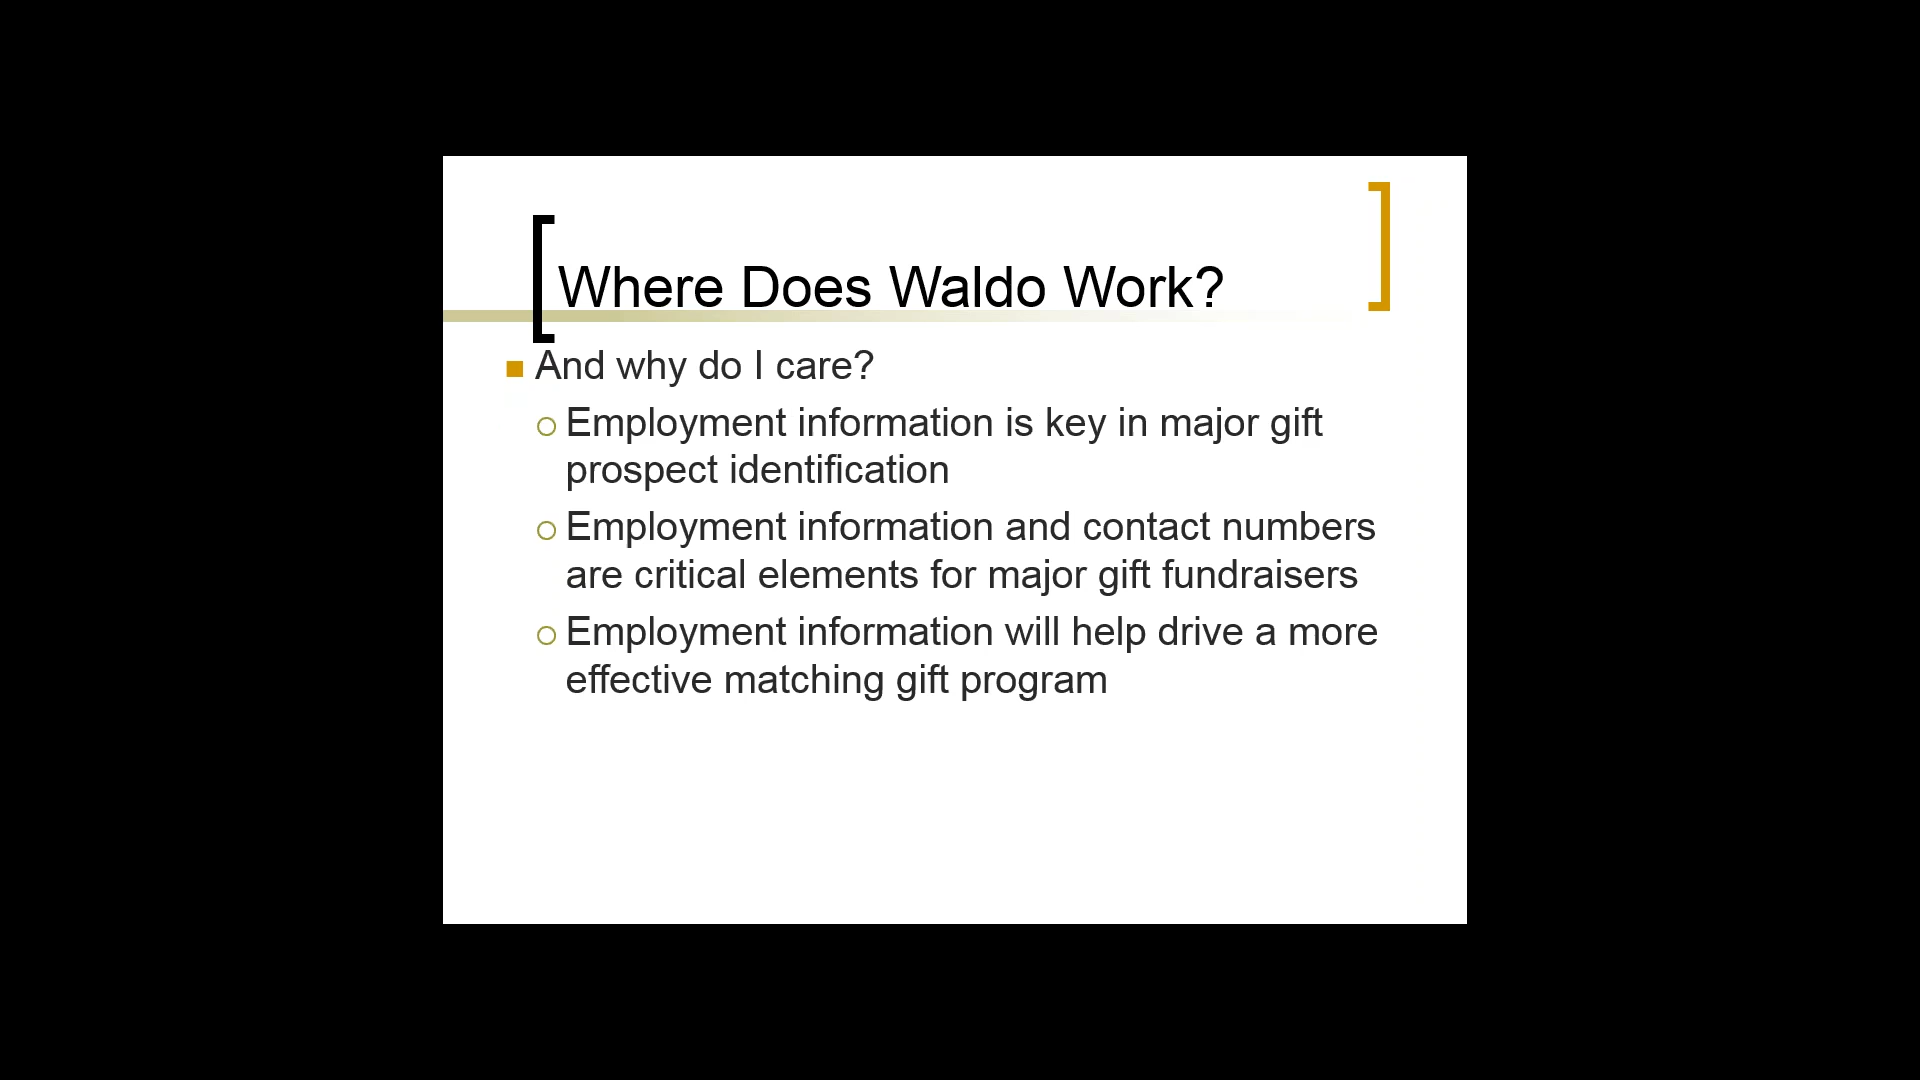 Where Does Waldo Work?
And why do I care?
Employment information is key in major gift
prospect identification
Employment information and contact numbers
are critical elements for major gift fundraisers
Employment information will help drive a more
effective matching gift program